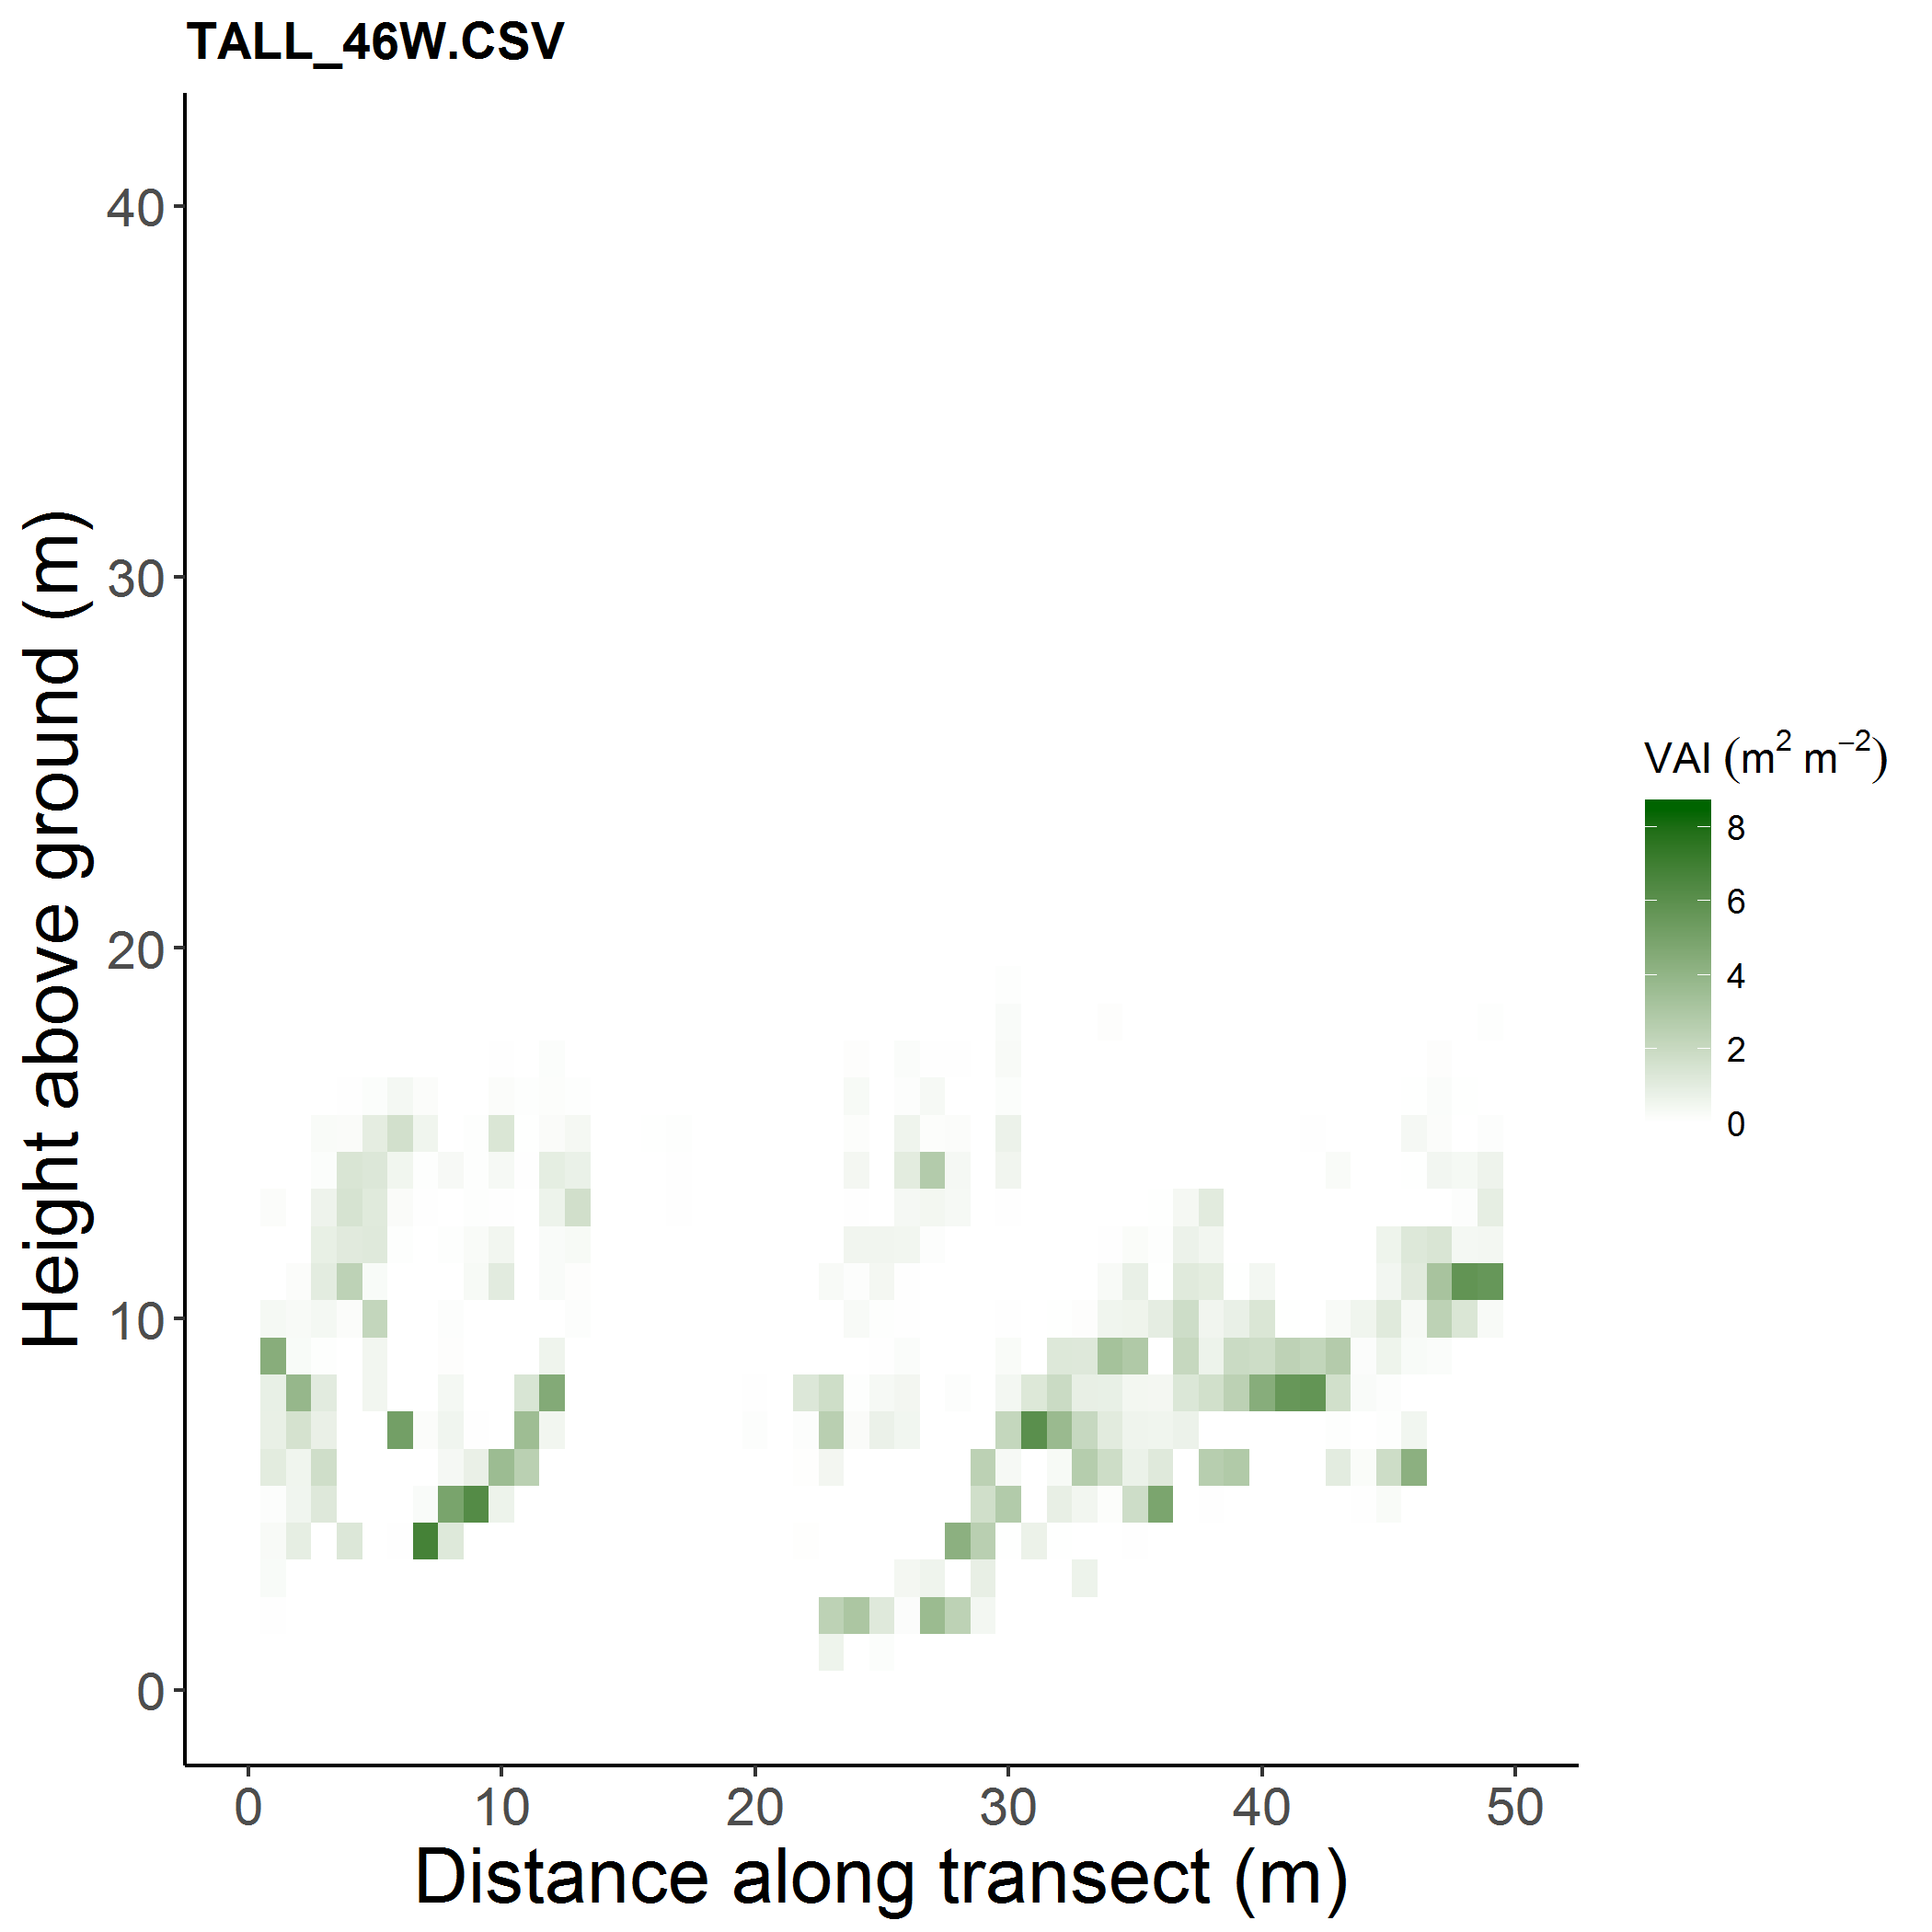 TALL_46W.CSV
Height above ground (m)
40
30
20
10
0
0 10 20 30 40 50
Distance along transect (m)
VAI (m² m⁻²)
8
6
4
2
0